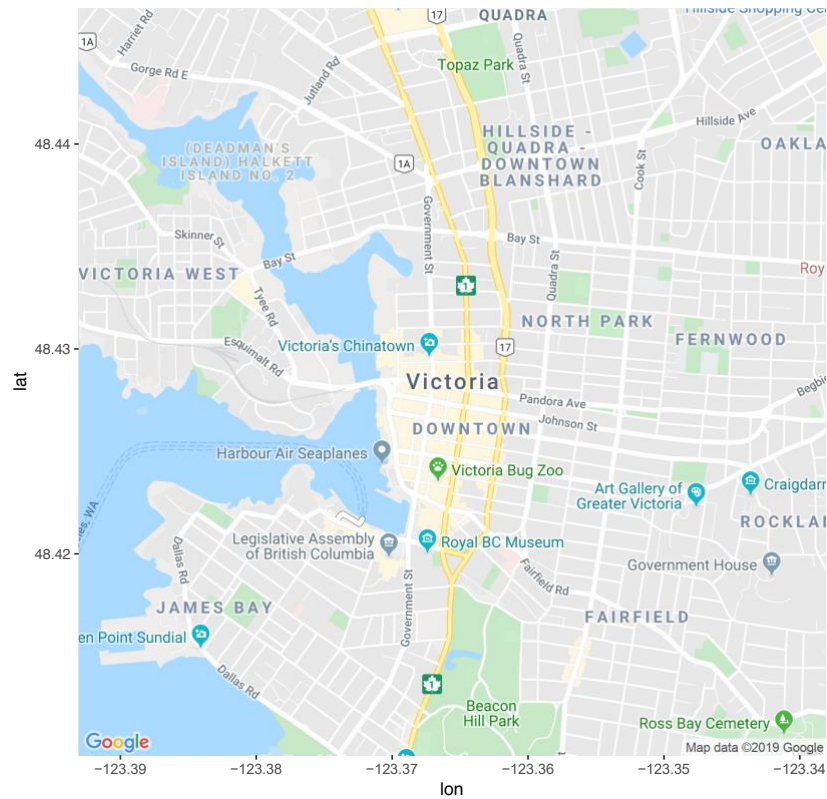 17
QUADRA
Hillside Shopping Cen
1A
Harriet Rd
Gorge Rd E
Jutland Rd
Topaz Park
Quadra St
Hillside Ave
48.44
(DEADMAN'S
ISLAND) HALKETT
ISLAND NO. 2
HILLSIDE -
QUADRA -
DOWNTOWN
BLANSHARD
OAKLA
1A
Cook St
Government St
Skinner St
Bay St
Bay St
VICTORIA WEST
Roy
Quadra St
Tyee Rd
1
NORTH PARK
FERNWOOD
Esquimalt Rd
Victoria's Chinatown
48.43
17
lat
Victoria
Begbie
Pandora Ave
Johnson St
DOWNTOWN
Harbour Air Seaplanes
Victoria Bug Zoo
Art Gallery of
Greater Victoria
Craigdarr
les, WA
ROCKLAN
Legislative Assembly
of British Columbia
Royal BC Museum
48.42
Government House
Dallas Rd
Fairfield Rd
Government St
JAMES BAY
FAIRFIELD
en Point Sundial
Dallas Rd
1
Beacon
Hill Park
Ross Bay Cemetery
Google
Map data ©2019 Google
−123.39
−123.38
−123.37
−123.36
−123.35
−123.34
lon